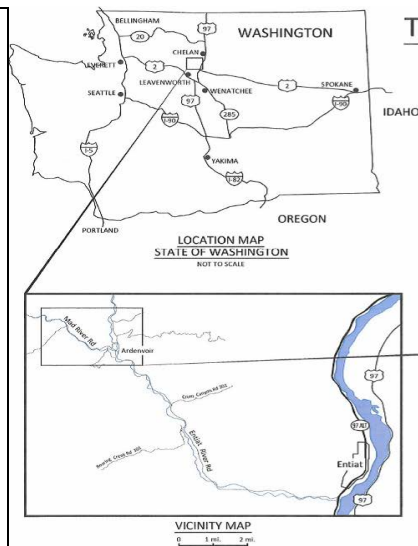 97
BELLINGHAM
WASHINGTON
T
20
CHELAN
EVERETT
2
LEAVENWORTH
WENATCHEE
SPOKANE
2
SEATTLE
97
I-90
285
I-90
IDAHO
I-5
YAKIMA
I-82
OREGON
PORTLAND
LOCATION MAP
STATE OF WASHINGTON
NOT TO SCALE
Mad River Rd
Ardenvoir
97
Entiat River Rd
97 ALT
Entiat
97
VICINITY MAP
0 1 mi. 2 mi.